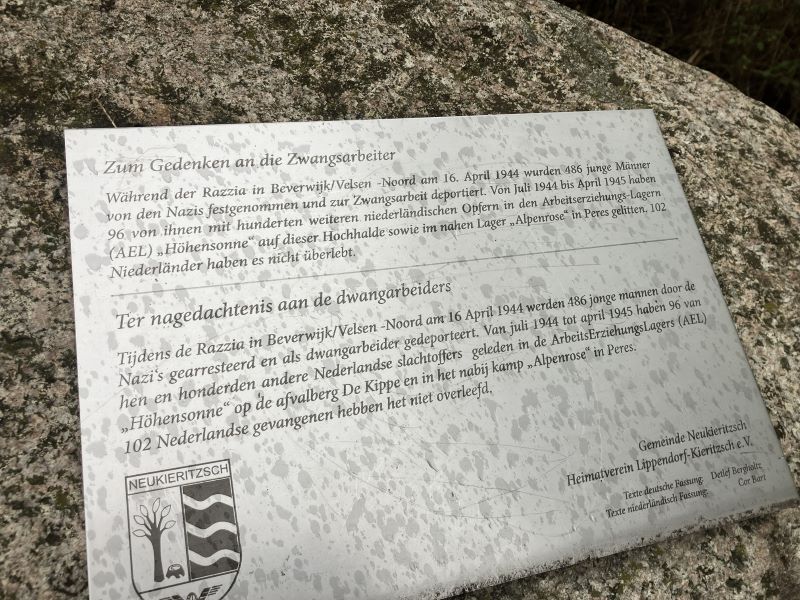 Zum Gedenken an die Zwangsarbeiter
Während der Razzia in Beverwijk/Velsen -Noord am 16. April 1944 wurden 486 junge Männer
von den Nazis festgenommen und zur Zwangsarbeit deportiert. Von Juli 1944 bis April 1945 haben
96 von ihnen mit hunderten weiteren niederländischen Opfern in den Arbeitserziehungs-Lagern
(AEL) „Höhensonne“ auf dieser Hochhalde sowie im nahen Lager „Alpenrose“ in Peres gelitten. 102
Niederländer haben es nicht überlebt.
Ter nagedachtenis aan de dwangarbeiders
Tijdens de Razzia in Beverwijk/Velsen -Noord am 16 April 1944 werden 486 jonge mannen door de
Nazi's gearresteerd en als dwangarbeider gedeporteert. Van juli 1944 tot april 1945 haben 96 van
hen en honderden andere Nederlandse slachtoffers geleden in de ArbeitsErziehungsLagers (AEL)
„Höhensonne“ op de afvalberg De Kippe en in het nabij kamp „Alpenrose“ in Peres.
102 Nederlandse gevangenen hebben het niet overleefd.
Gemeinde Neukieritzsch
Heimatverein Lippendorf-Kieritzsch e.V.
Texte deutsche Fassung: Detlef Bergholtz
Texte niederländisch Fassung: Cor Bart
NEUKIERITZSCH